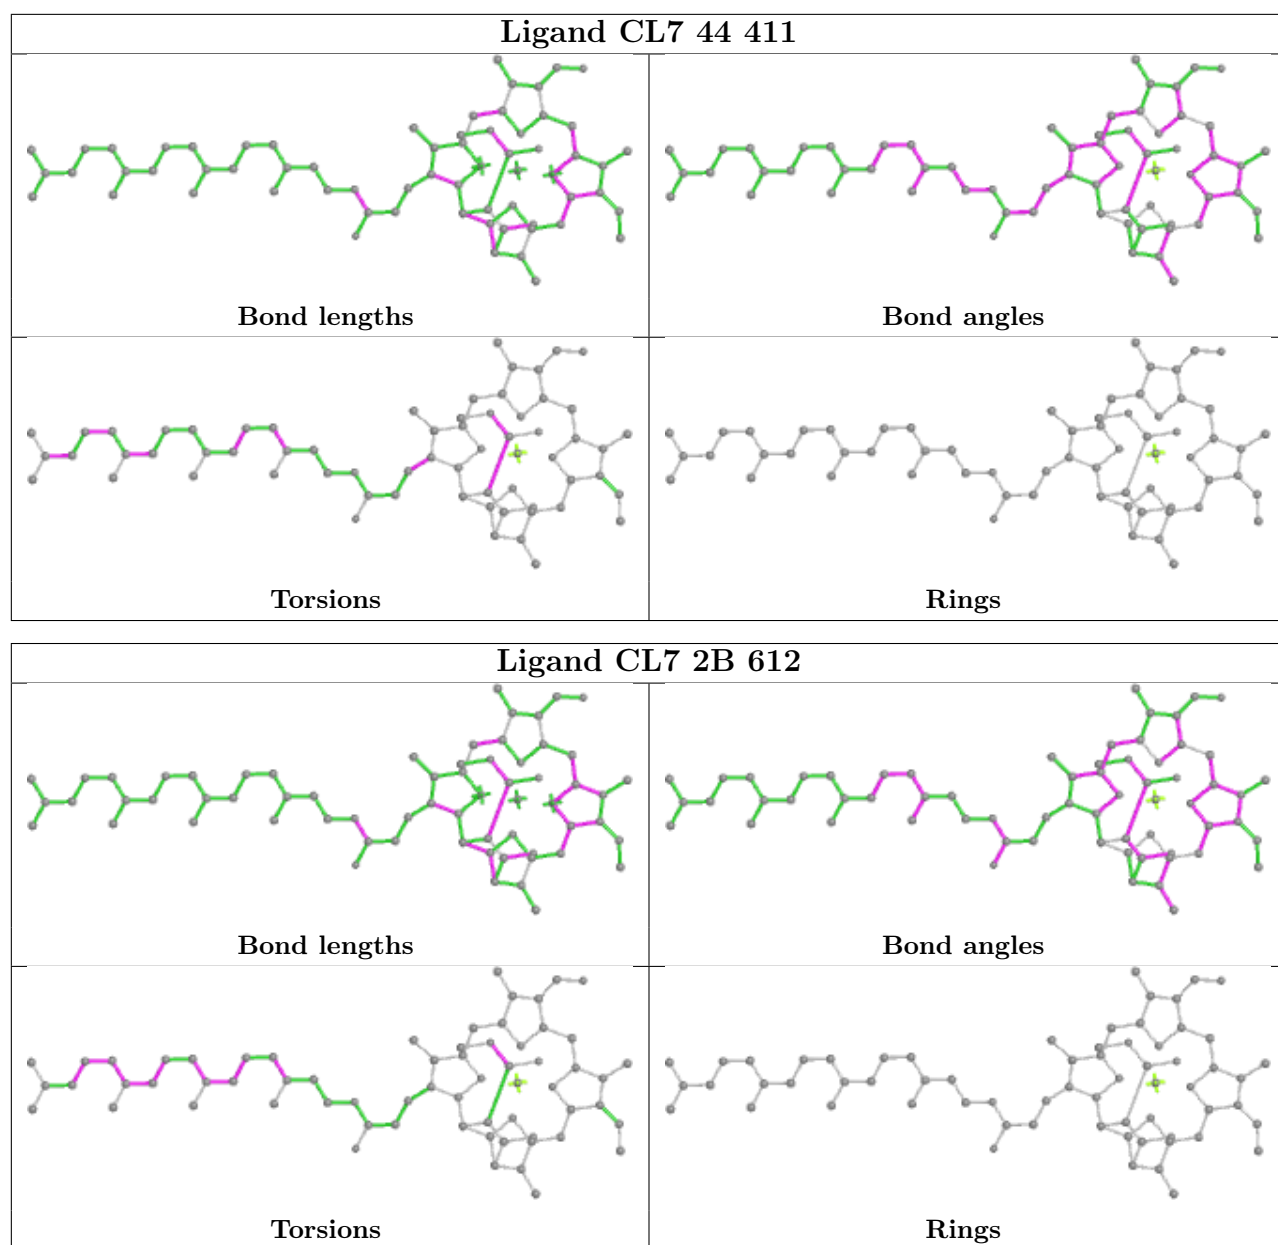 Ligand CL7 44 411
Bond lengths
Bond angles
Torsions
Rings
Ligand CL7 2B 612
Bond lengths
Bond angles
Torsions
Rings